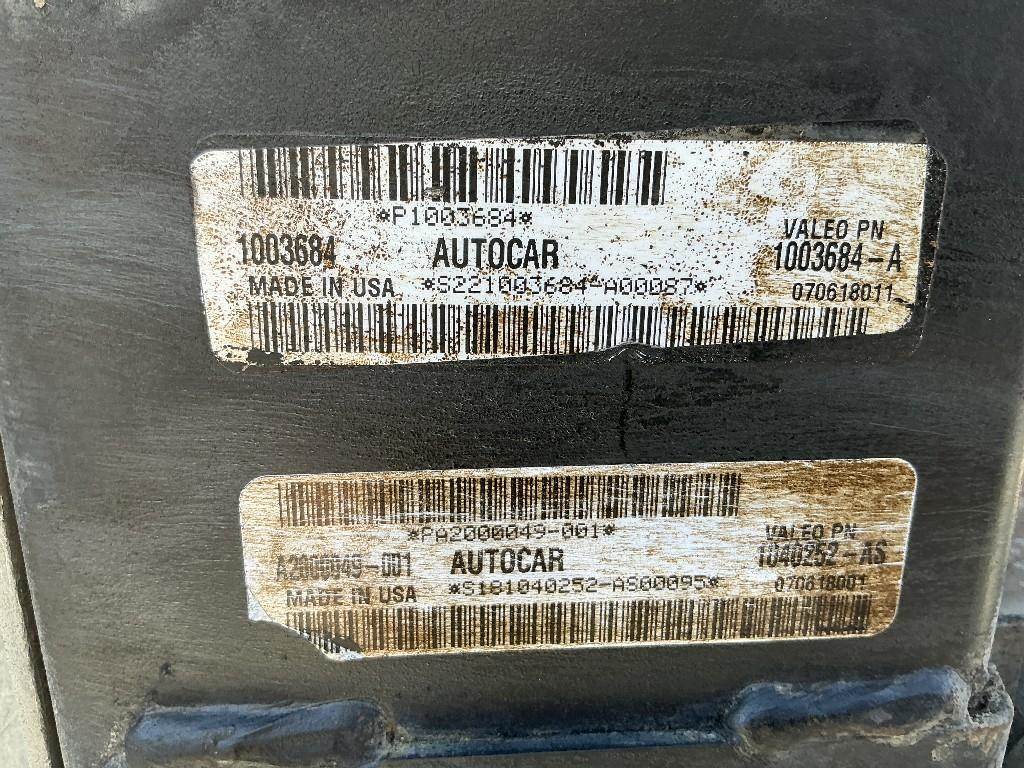 *P1003684*
1003684 AUTOCAR VALEO PN 1003684-A
MADE IN USA *S221003684-A00087* 070618011
*PA2000049-001*
A2000049-001 AUTOCAR VALEO PN 1040252-AS
MADE IN USA *S181040252-AS00095* 070618001